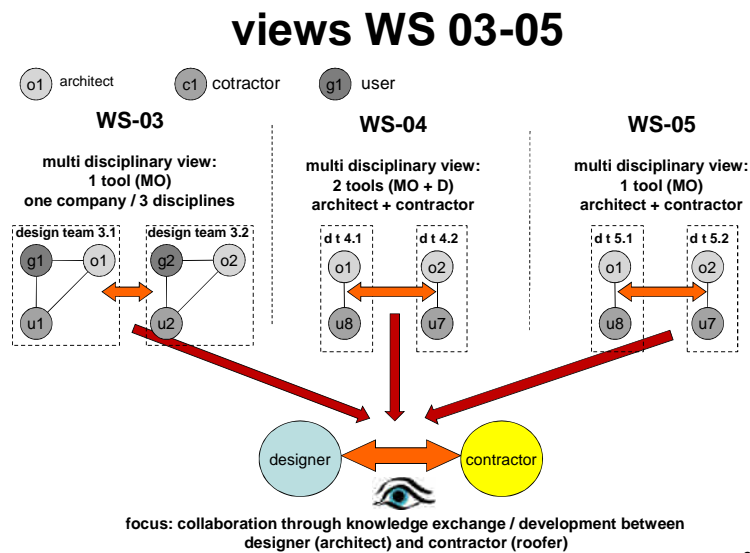 views WS 03-05
o1 architect
c1 cotractor
g1 user
WS-03
multi disciplinary view:
1 tool (MO)
one company / 3 disciplines
design team 3.1
design team 3.2
g1
o1
g2
o2
u1
u2
WS-04
multi disciplinary view:
2 tools (MO + D)
architect + contractor
d t 4.1
d t 4.2
o1
o2
u8
u7
WS-05
multi disciplinary view:
1 tool (MO)
architect + contractor
d t 5.1
d t 5.2
o1
o2
u8
u7
designer
contractor
focus: collaboration through knowledge exchange / development between
designer (architect) and contractor (roofer)